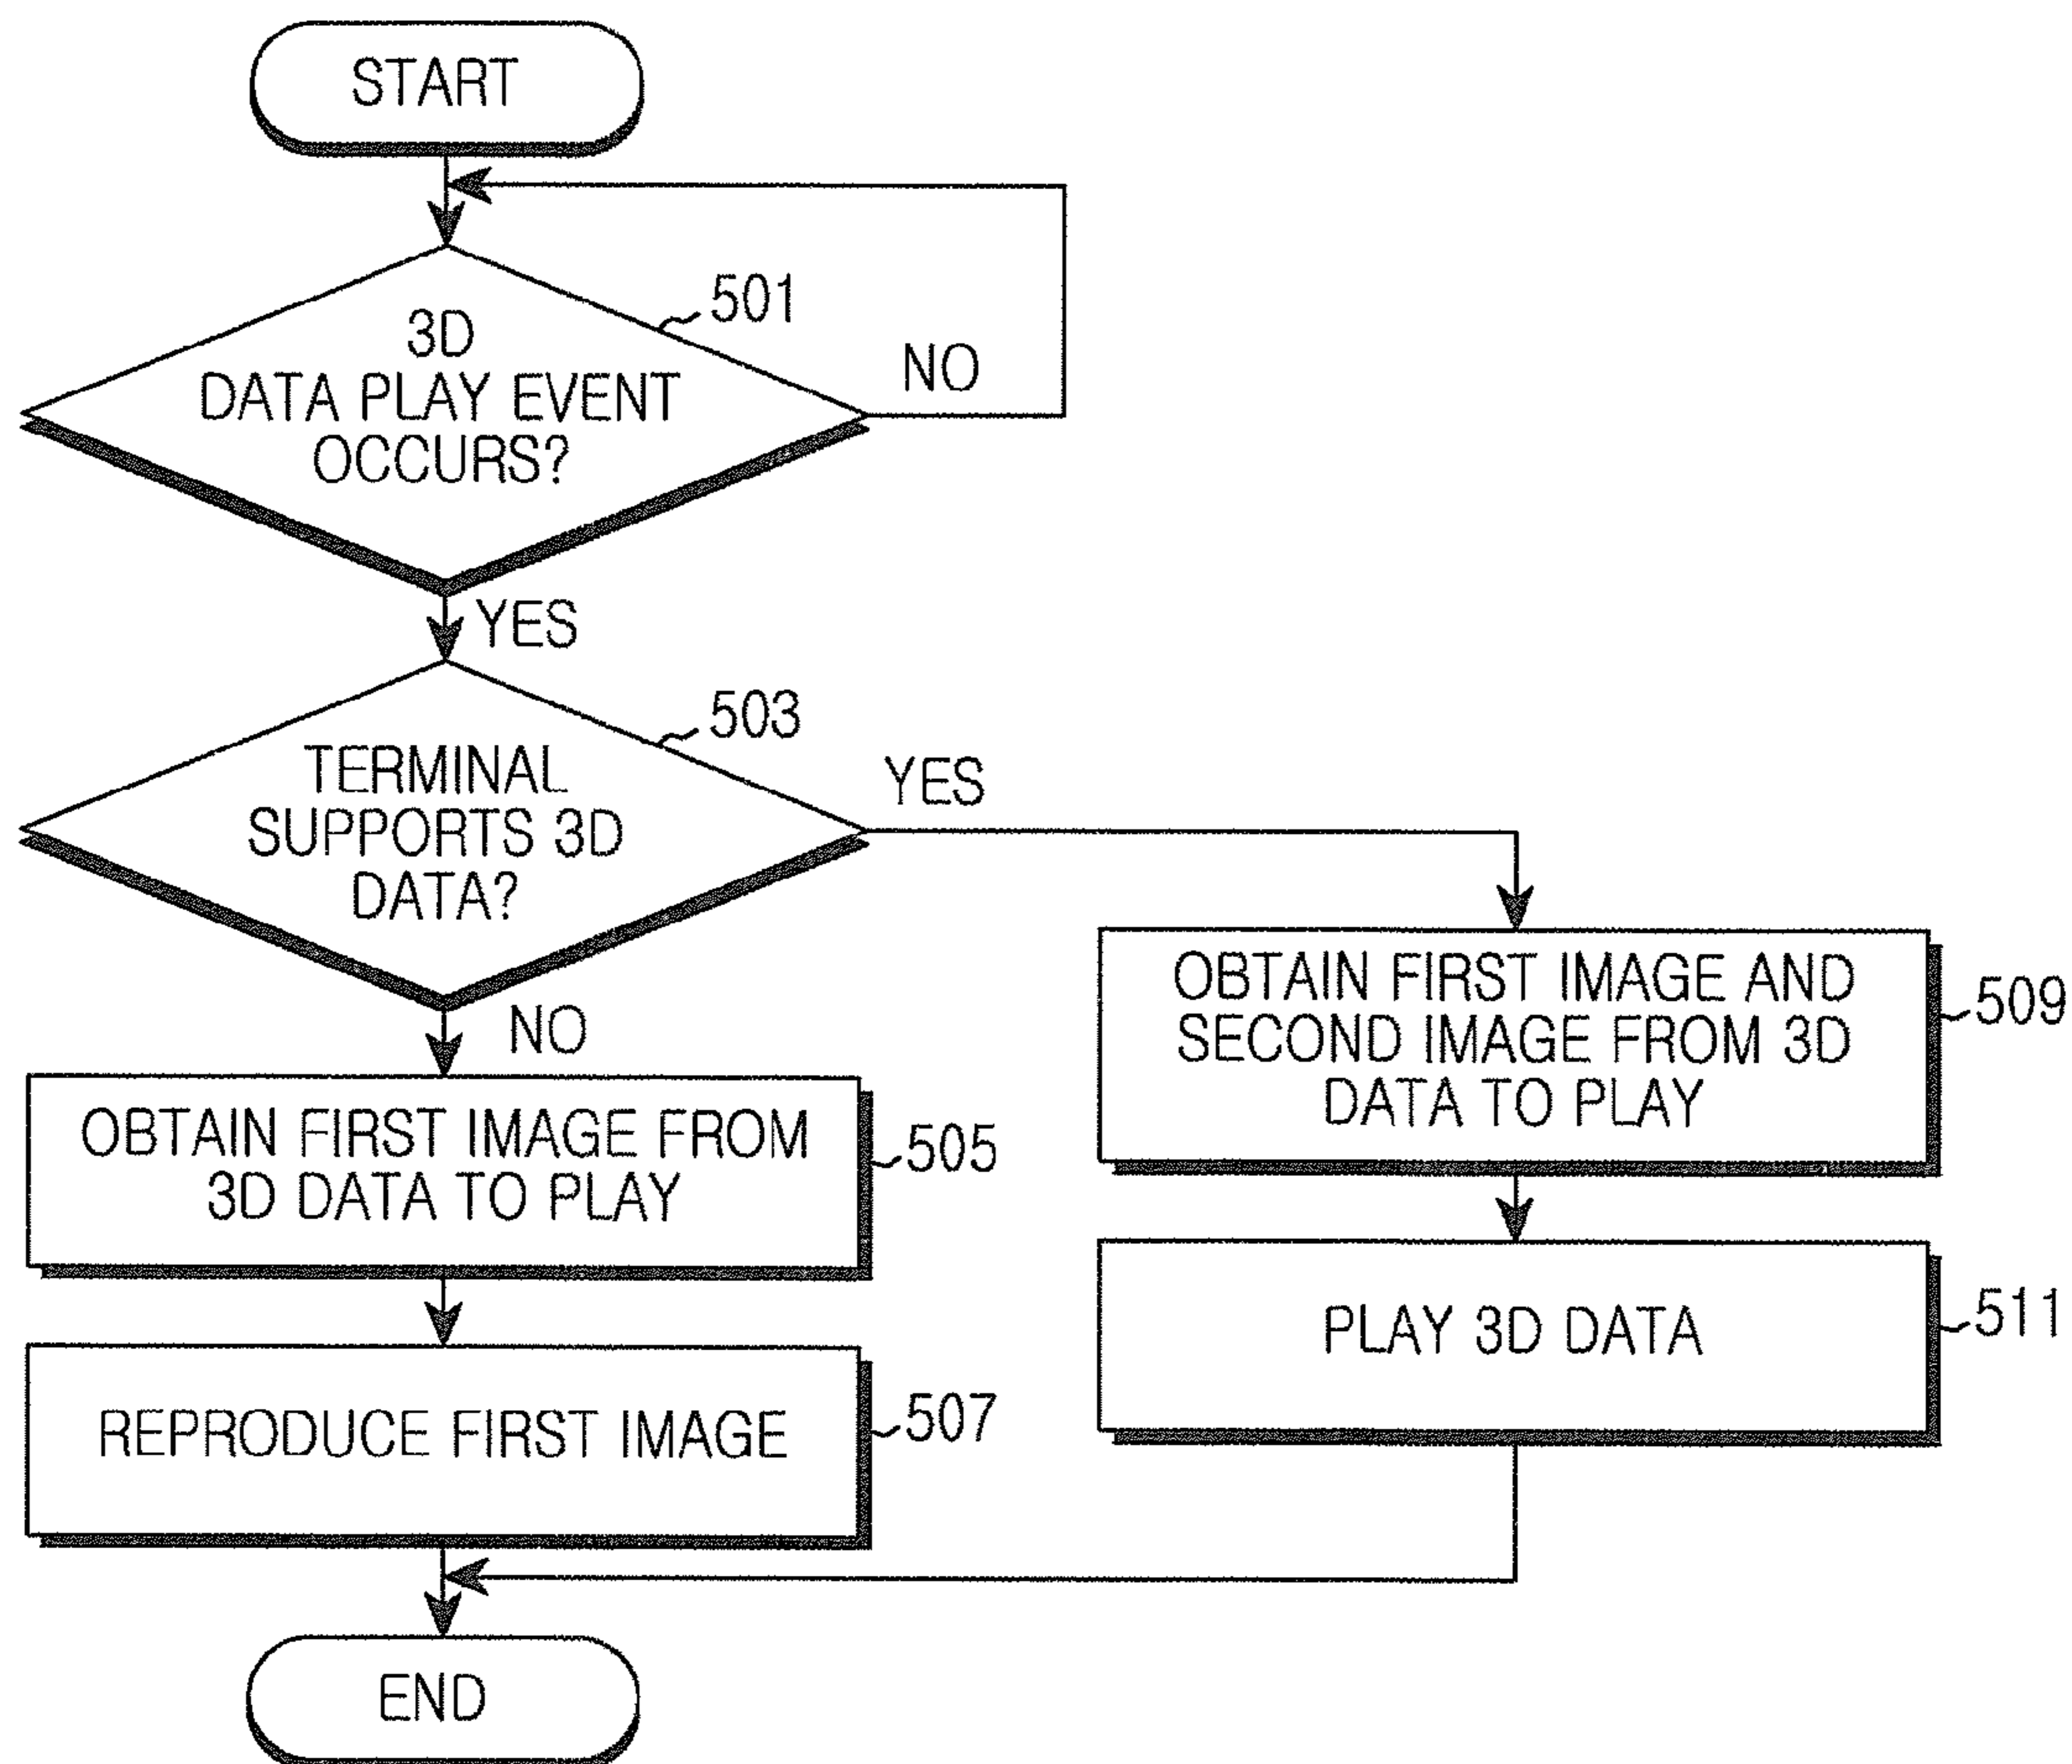 START
501
3D
DATA PLAY EVENT
OCCURS?
NO
YES
503
TERMINAL
SUPPORTS 3D
DATA?
YES
NO
OBTAIN FIRST IMAGE FROM
3D DATA TO PLAY
505
REPRODUCE FIRST IMAGE
507
OBTAIN FIRST IMAGE AND
SECOND IMAGE FROM 3D
DATA TO PLAY
509
PLAY 3D DATA
511
END